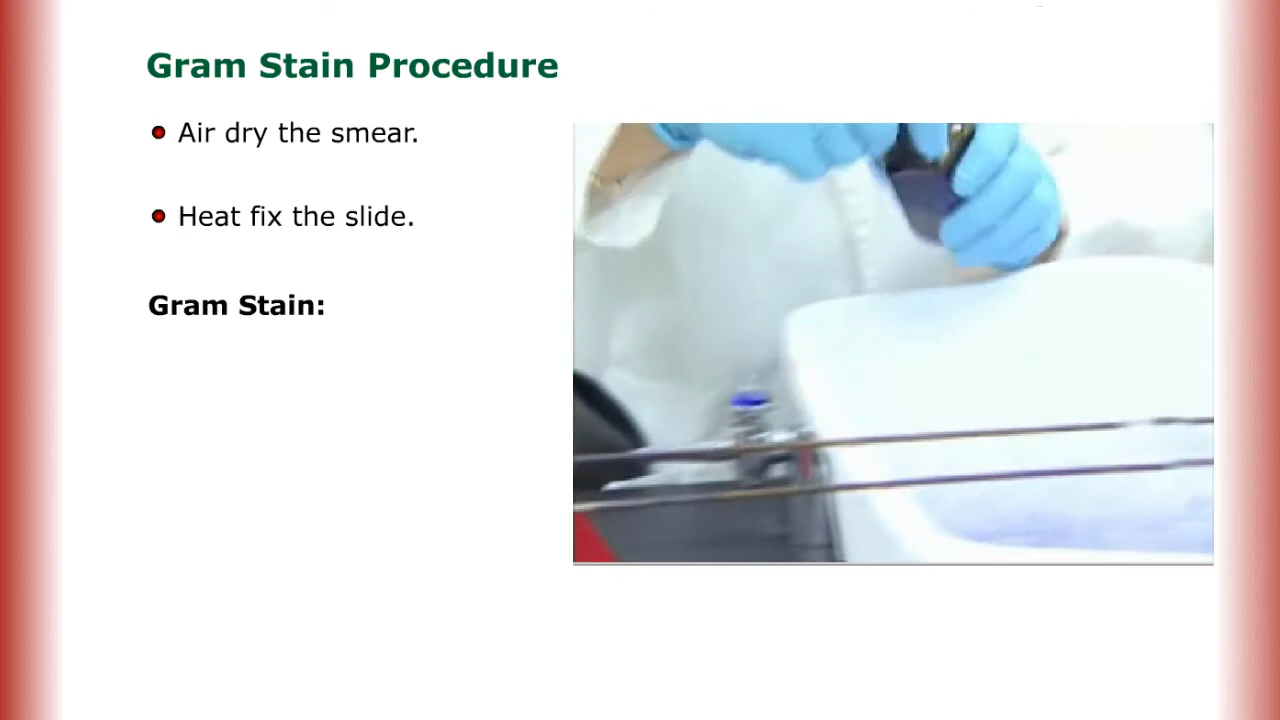 Gram Stain Procedure
Air dry the smear.
Heat fix the slide.
Gram Stain: